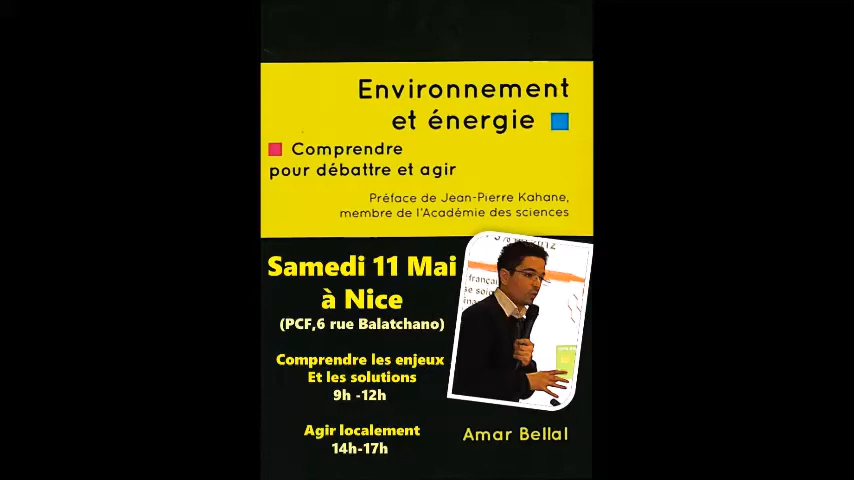 Environnement
et énergie
Comprendre
pour débattre et agir
Préface de Jean-Pierre Kahane,
membre de l'Académie des sciences
Samedi 11 Mai
à Nice
(PCF,6 rue Balatchano)
Comprendre les enjeux
Et les solutions
9h -12h
Agir localement
14h-17h
Amar Bellal